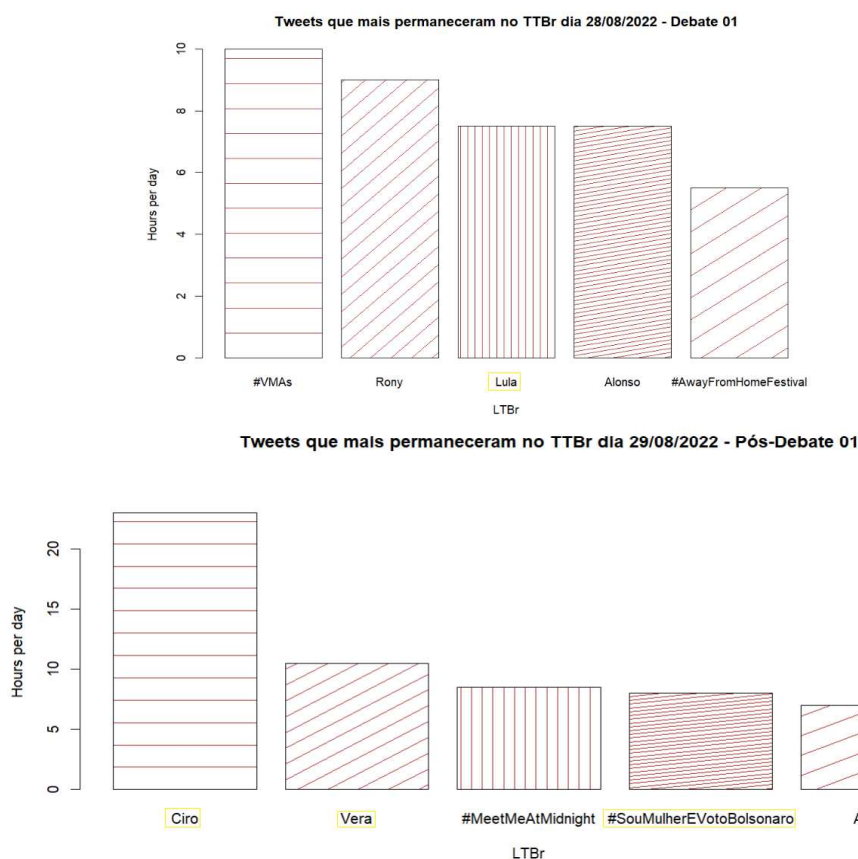 Tweets que mais permaneceram no TTBr dia 28/08/2022 - Debate 01
10
8
6
4
2
0
Hours per day
#VMAs Rony Lula Alonso #AwayFromHomeFestival
LTBr
Tweets que mais permaneceram no TTBr dia 29/08/2022 - Pós-Debate 01
20
15
10
5
0
Hours per day
Ciro Vera #MeetMeAtMidnight #SouMulherEVotoBolsonaro
LTBr